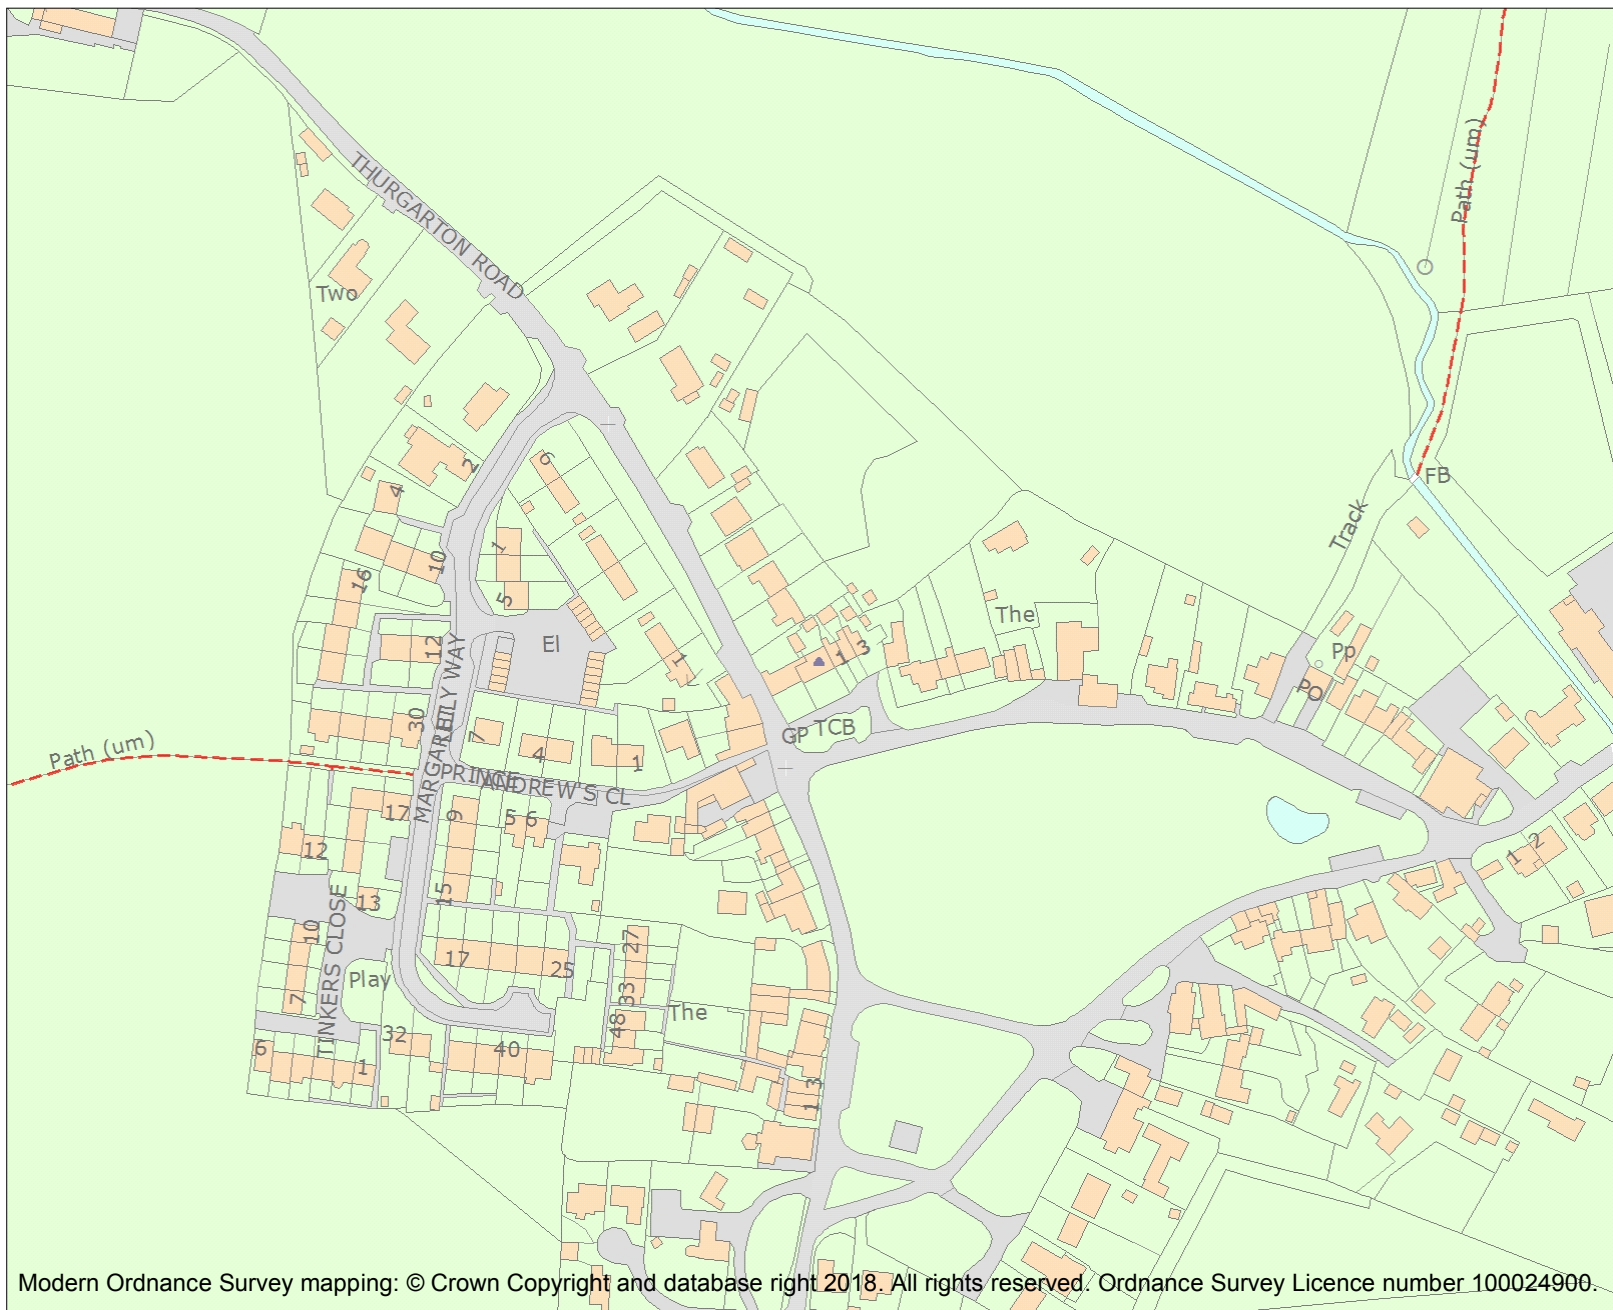 THURGARTON ROAD
Path (um)
Two
2
6
4
FB
Track
10
1
16
5
The
El
12
1
1 3
Pp
PO
30
MARGARET LILLY WAY
7
4
1
GP
TCB
Path (um)
PRINCE
ANDREW'S CL
17
9
5 6
12
1 2
13
15
10
TINKERS CLOSE
17
25
27
Play
7
33
48
The
32
40
6
1
1 3
Modern Ordnance Survey mapping: © Crown Copyright and database right 2018. All rights reserved. Ordnance Survey Licence number 100024900.